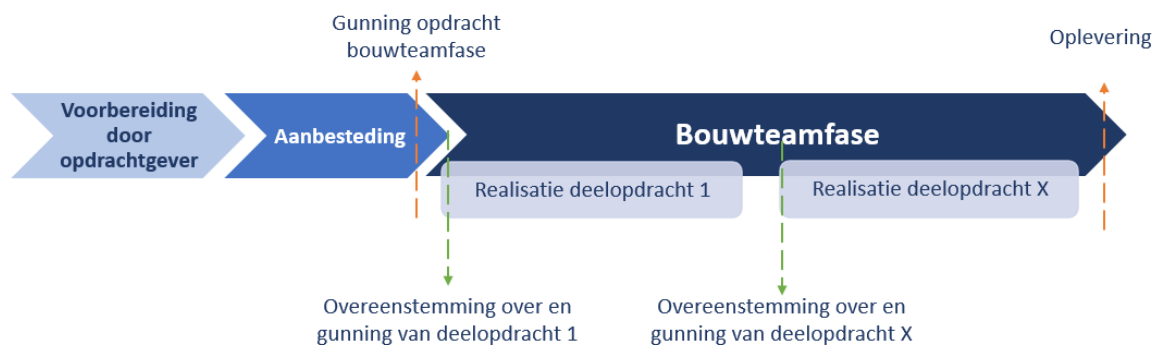 Gunning opdracht
bouwteamfase
Oplevering
Voorbereiding
door
opdrachtgever
Aanbesteding
Bouwteamfase
Realisatie deelopdracht 1
Realisatie deelopdracht X
Overeenstemming over en
gunning van deelopdracht 1
Overeenstemming over en
gunning van deelopdracht X